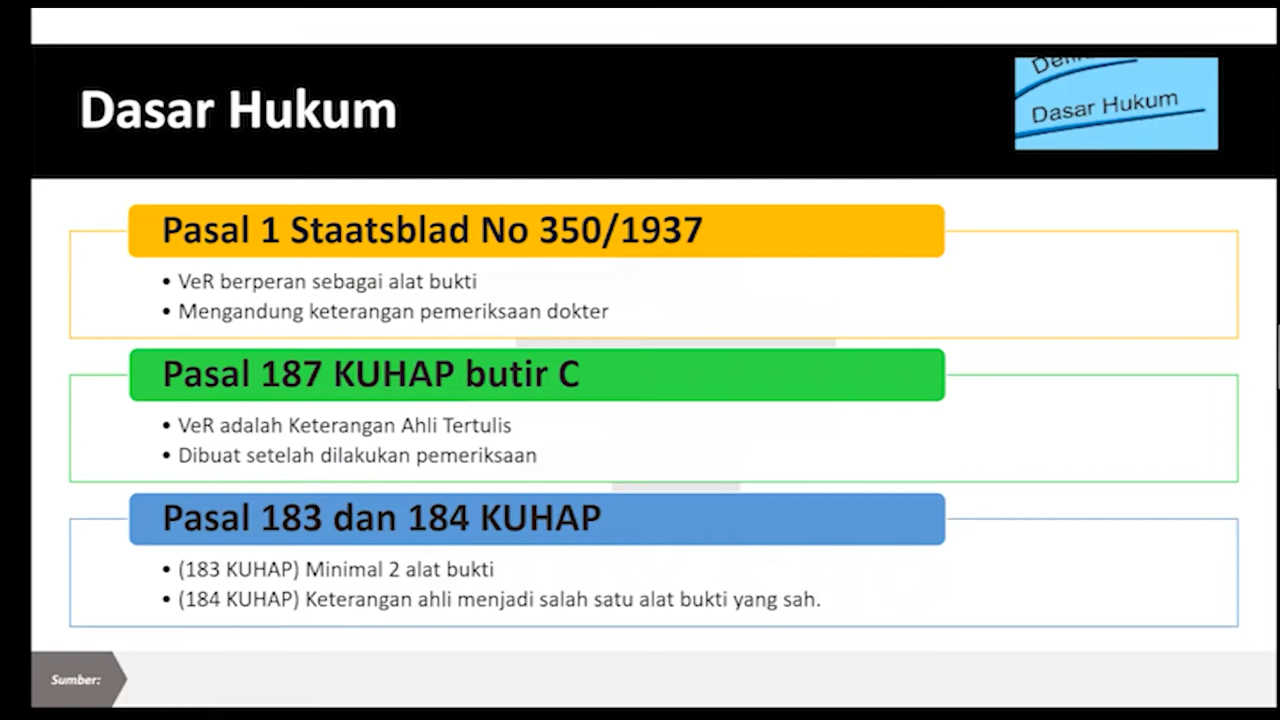 Dasar Hukum
Dasar Hukum
Pasal 1 Staatsblad No 350/1937
• VeR berperan sebagai alat bukti
• Mengandung keterangan pemeriksaan dokter
Pasal 187 KUHAP butir C
• VeR adalah Keterangan Ahli Tertulis
• Dibuat setelah dilakukan pemeriksaan
Pasal 183 dan 184 KUHAP
• (183 KUHAP) Minimal 2 alat bukti
• (184 KUHAP) Keterangan ahli menjadi salah satu alat bukti yang sah.
Sumber: